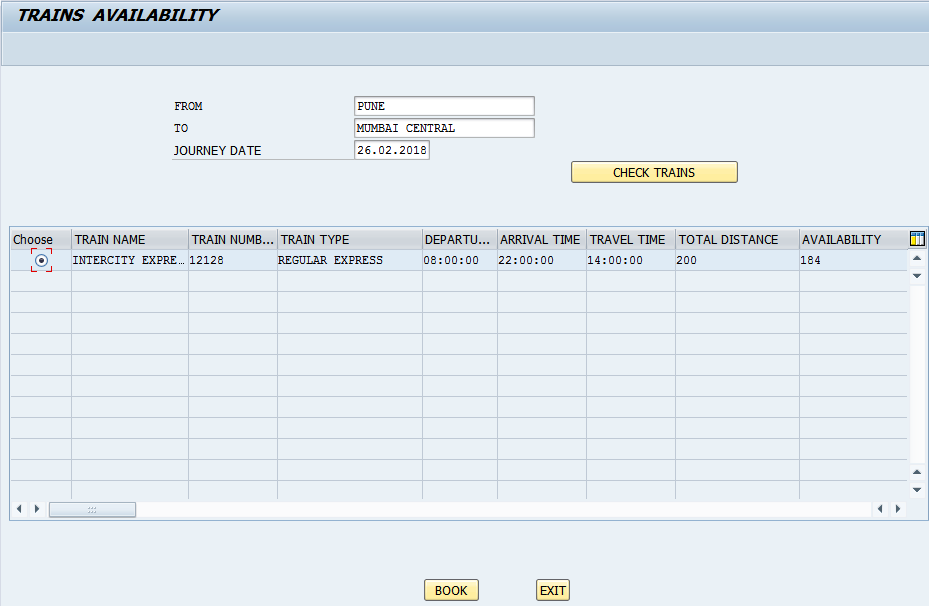 TRAINS AVAILABILITY
FROM PUNE
TO MUMBAI CENTRAL
JOURNEY DATE 26.02.2018
CHECK TRAINS
Choose TRAIN NAME TRAIN NUMB... TRAIN TYPE DEPARTU... ARRIVAL TIME TRAVEL TIME TOTAL DISTANCE AVAILABILITY
INTERCITY EXPRE... 12128 REGULAR EXPRESS 08:00:00 22:00:00 14:00:00 200 184
BOOK EXIT